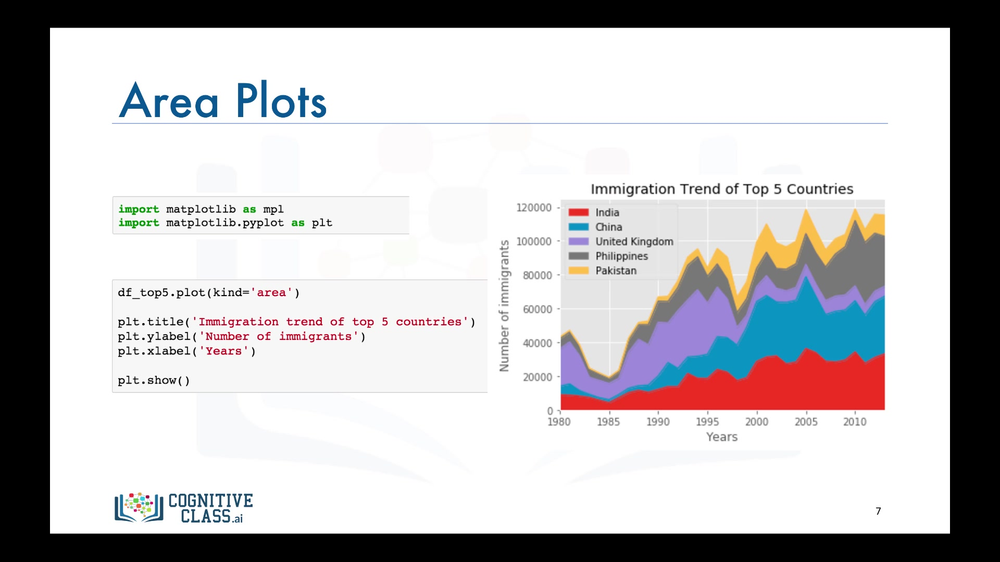 Area Plots
import matplotlib as mpl
import matplotlib.pyplot as plt
df_top5.plot(kind='area')
plt.title('Immigration trend of top 5 countries')
plt.ylabel('Number of immigrants')
plt.xlabel('Years')
plt.show()
Immigration Trend of Top 5 Countries
India
China
United Kingdom
Philippines
Pakistan
Number of immigrants
120000
100000
80000
60000
40000
20000
0
1980 1985 1990 1995 2000 2005 2010
Years
COGNITIVE
CLASS.ai
7